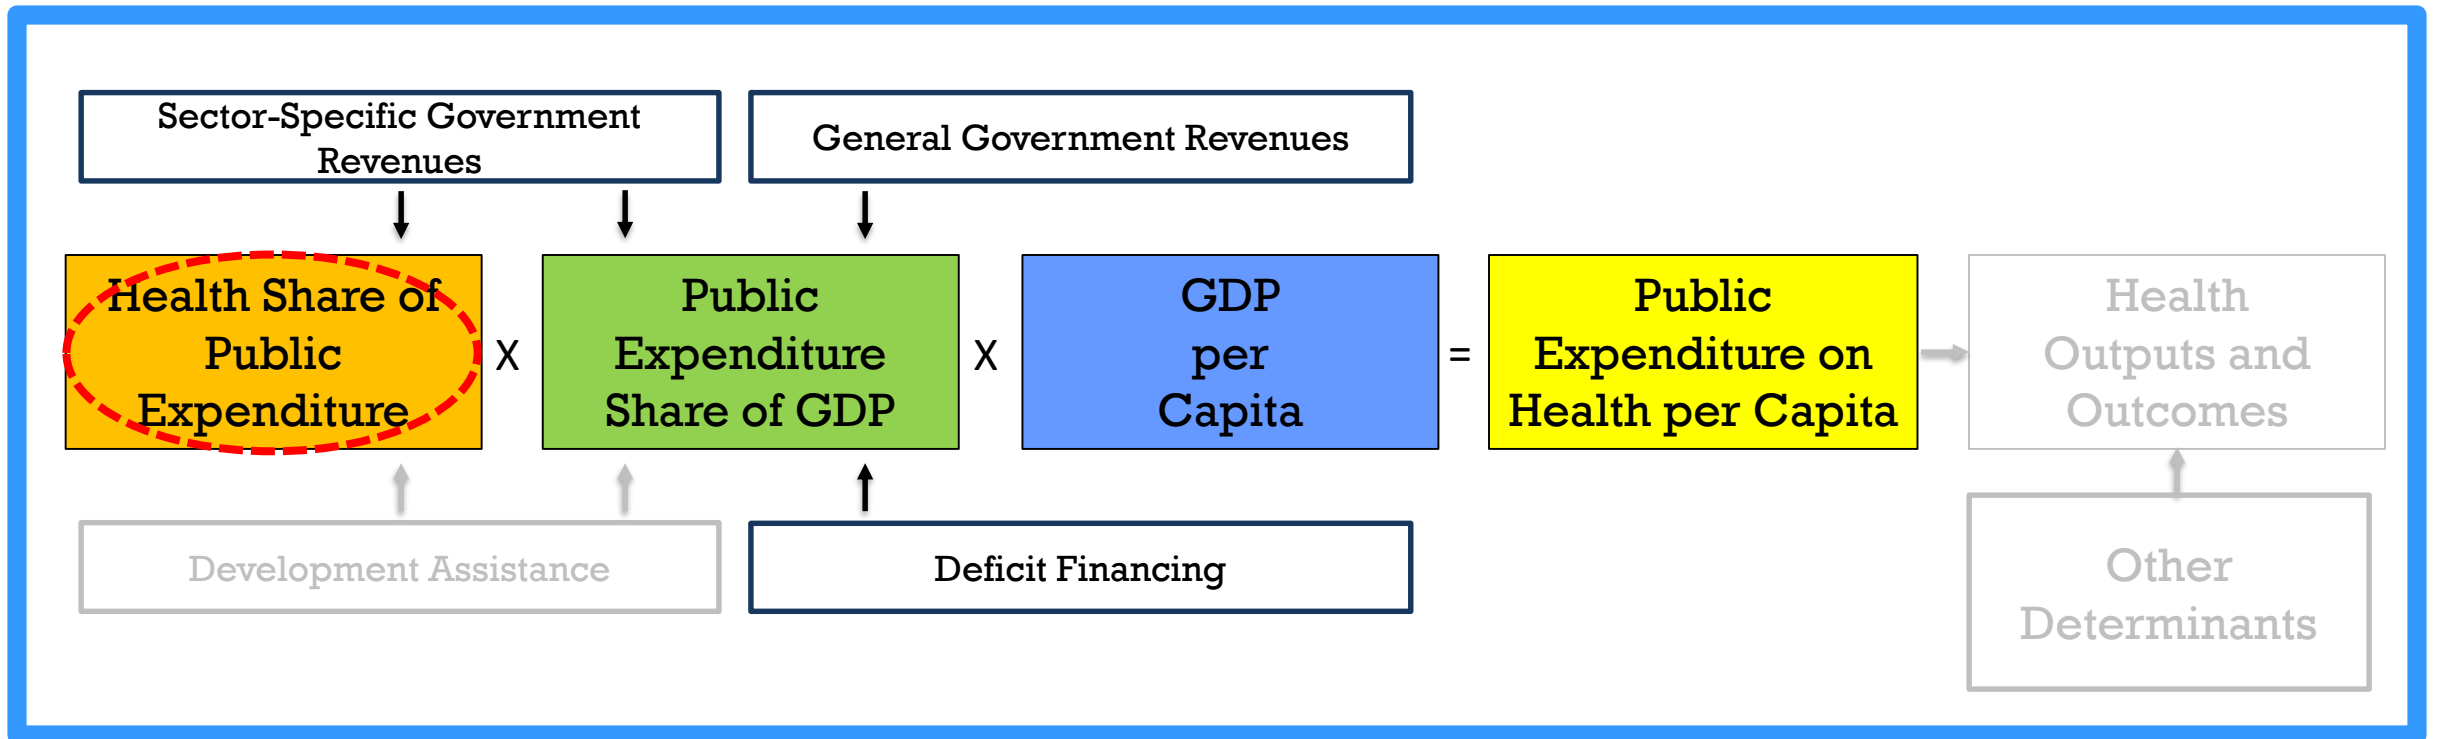 Sector-Specific Government
Revenues
General Government Revenues
Health Share of
Public
Expenditure
X
Public
Expenditure
Share of GDP
X
GDP
per
Capita
=
Public
Expenditure on
Health per Capita
Health
Outputs and
Outcomes
Development Assistance
Deficit Financing
Other
Determinants